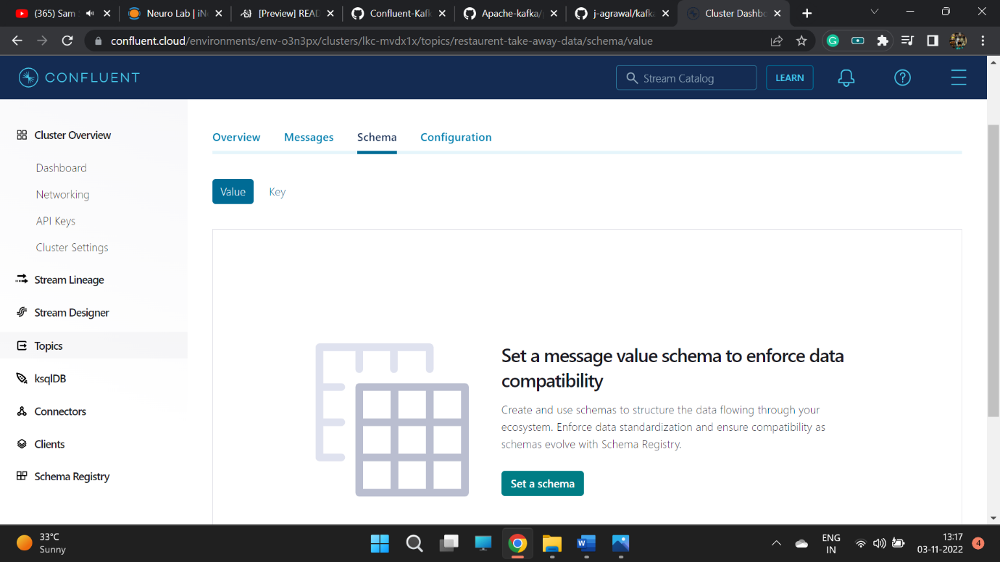 (365) Sam
Neuro Lab | iN
[Preview] READ
Confluent-Kafk
Apache-kafka/
j-agrawal/kafka
Cluster Dashbo
confluent.cloud/environments/env-o3n3px/clusters/lkc-mvdx1x/topics/restaurent-take-away-data/schema/value
CONFLUENT
Stream Catalog
LEARN
Cluster Overview
Dashboard
Networking
API Keys
Cluster Settings
Stream Lineage
Stream Designer
Topics
ksqlDB
Connectors
Clients
Schema Registry
Overview Messages Schema Configuration
Value Key
Set a message value schema to enforce data
compatibility
Create and use schemas to structure the data flowing through your
ecosystem. Enforce data standardization and ensure compatibility as
schemas evolve with Schema Registry.
Set a schema
33°C
Sunny
ENG
IN
13:17
03-11-2022
4